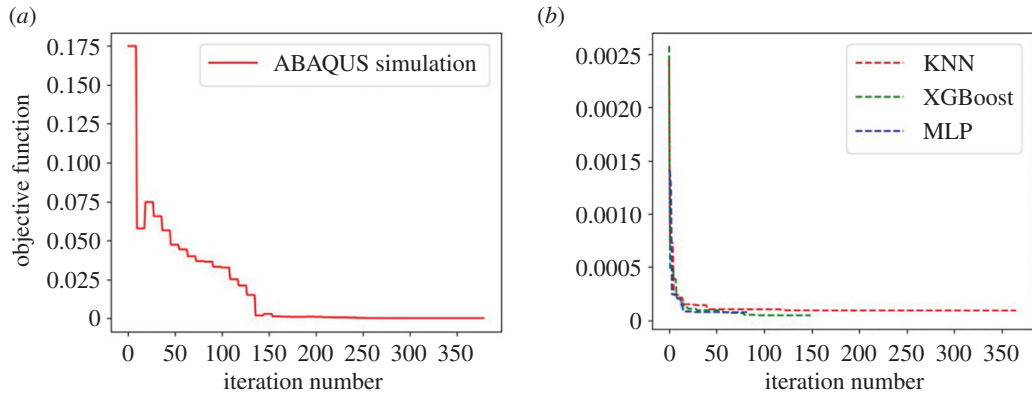 (a)
0.175
0.150
0.125
0.100
0.075
0.050
0.025
0
objective function
ABAQUS simulation
0 50 100 150 200 250 300 350
iteration number
(b)
0.0025
0.0020
0.0015
0.0010
0.0005
0
KNN
XGBoost
MLP
0 50 100 150 200 250 300 350
iteration number